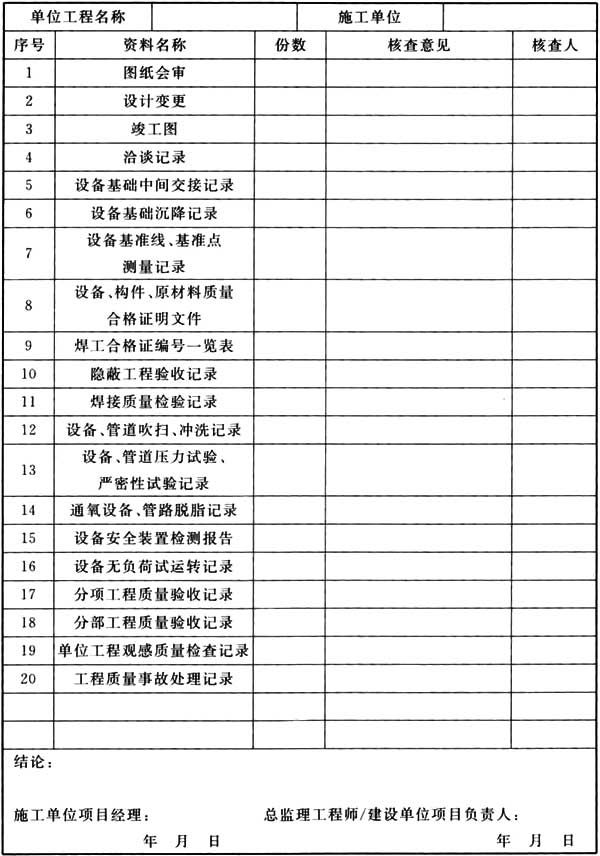 单位工程名称 施工单位
序号 资料名称 份数 核查意见 核查人
1 图纸会审
2 设计变更
3 竣工图
4 洽谈记录
5 设备基础中间交接记录
6 设备基础沉降记录
7 设备基准线、基准点
测量记录
8 设备、构件、原材料质量
合格证明文件
9 焊工合格证编号一览表
10 隐蔽工程验收记录
11 焊接质量检验记录
12 设备、管道吹扫、冲洗记录
13 设备、管道压力试验、
严密性试验记录
14 通氧设备、管路脱脂记录
15 设备安全装置检测报告
16 设备无负荷试运转记录
17 分项工程质量验收记录
18 分部工程质量验收记录
19 单位工程观感质量检查记录
20 工程质量事故处理记录
结论：
施工单位项目经理： 总监理工程师/建设单位项目负责人：
年 月 日 年 月 日